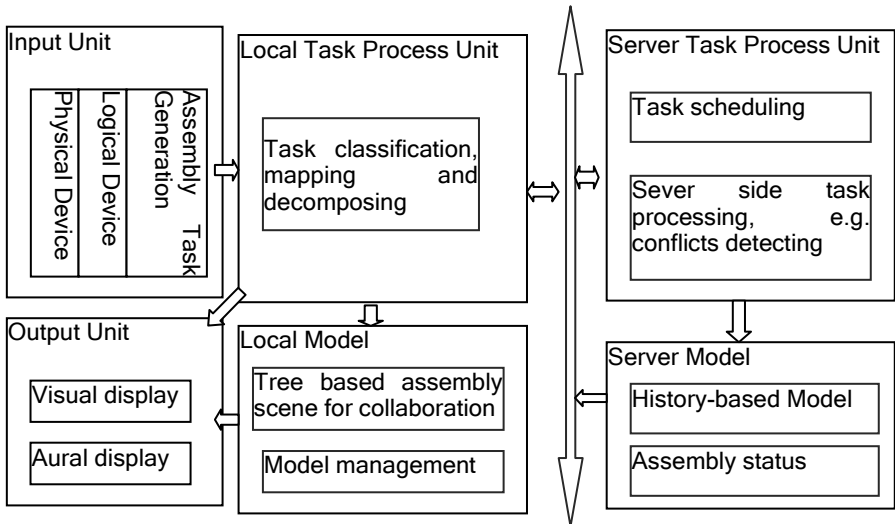 Input Unit
Physical Device
Logical Device
Assembly Task
Generation
Local Task Process Unit
Task classification,
mapping and
decomposing
Server Task Process Unit
Task scheduling
Sever side task
processing, e.g.
conflicts detecting
Output Unit
Visual display
Aural display
Local Model
Tree based assembly
scene for collaboration
Model management
Server Model
History-based Model
Assembly status